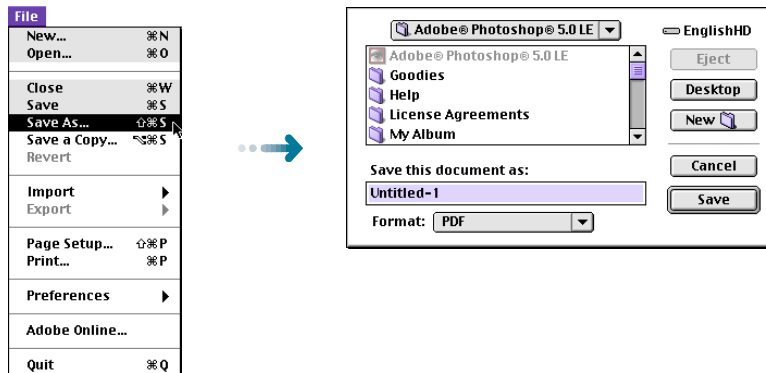 File
New... ⌘N
Open... ⌘O
Close ⌘W
Save ⌘S
Save As... ⇧⌘S
Save a Copy... ⌥⌘S
Revert
Import
Export
Page Setup... ⇧⌘P
Print... ⌘P
Preferences
Adobe Online...
Quit ⌘Q
Adobe® Photoshop® 5.0 LE
EnglishHD
Adobe® Photoshop® 5.0 LE
Goodies
Help
License Agreements
My Album
Eject
Desktop
New
Save this document as:
Untitled-1
Format: PDF
Cancel
Save